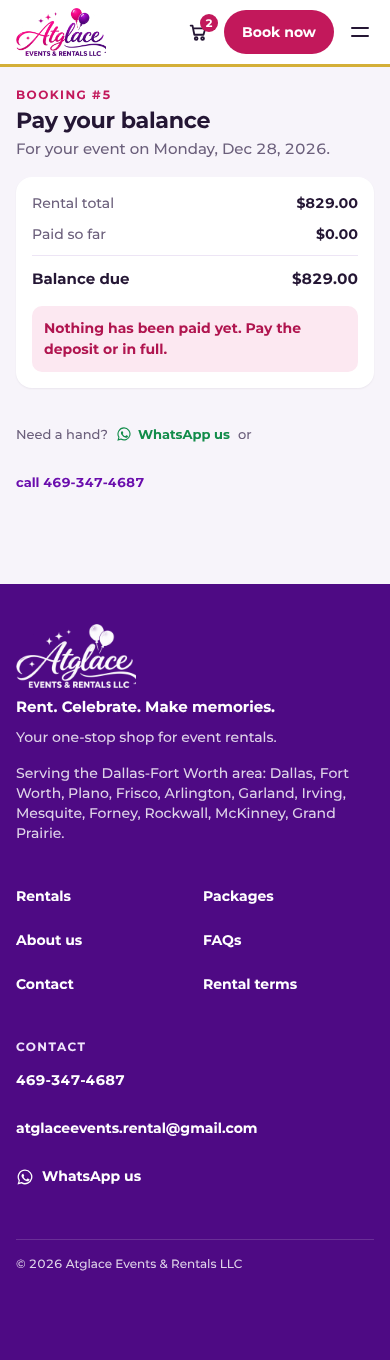 Atglace
EVENTS & RENTALS LLC
2
Book now
BOOKING #5
Pay your balance
For your event on Monday, Dec 28, 2026.
Rental total $829.00
Paid so far $0.00
Balance due $829.00
Nothing has been paid yet. Pay the
deposit or in full.
Need a hand? WhatsApp us or
call 469-347-4687
Atglace
EVENTS & RENTALS LLC
Rent. Celebrate. Make memories.
Your one-stop shop for event rentals.
Serving the Dallas-Fort Worth area: Dallas, Fort
Worth, Plano, Frisco, Arlington, Garland, Irving,
Mesquite, Forney, Rockwall, McKinney, Grand
Prairie.
Rentals Packages
About us FAQs
Contact Rental terms
CONTACT
469-347-4687
atglaceevents.rental@gmail.com
WhatsApp us
© 2026 Atglace Events & Rentals LLC